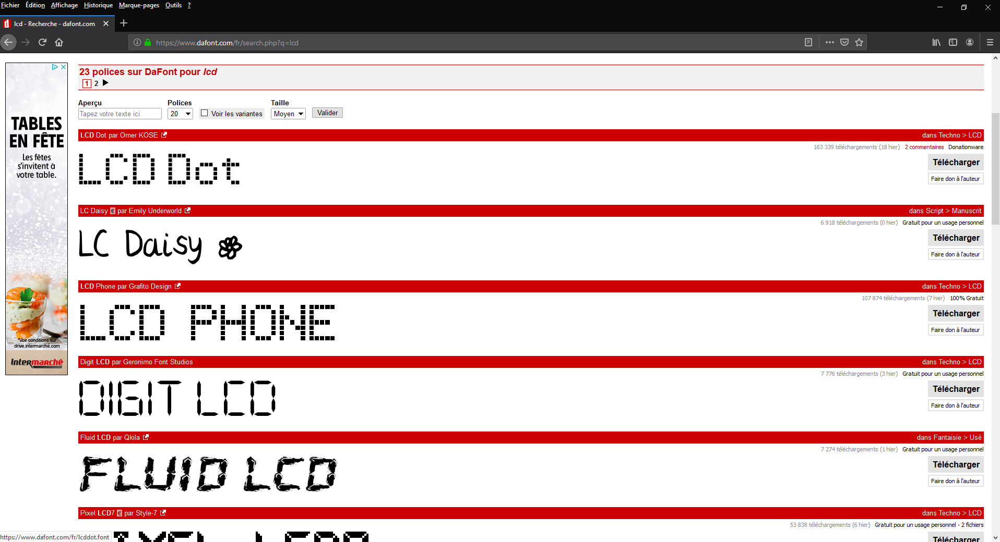 Fichier Édition Affichage Historique Marque-pages Outils ?
lcd - Recherche - dafont.com
https://www.dafont.com/fr/search.php?q=lcd
TABLES
EN FÊTE
Les fêtes
s'invitent à
votre table.
*Voir conditions sur
drive.intermarché.com
Intermarché
23 polices sur DaFont pour lcd
1 2
Aperçu Polices Taille
Tapez votre texte ici 20 Voir les variantes Moyen Valider
LCD Dot par Omer KOSE dans Techno > LCD
163 339 téléchargements (18 hier) 2 commentaires Donationware
LCD Dot
Télécharger
Faire don à l'auteur
LC Daisy € par Emily Underworld dans Script > Manuscrit
6 918 téléchargements (0 hier) Gratuit pour un usage personnel
LC Daisy
Télécharger
Faire don à l'auteur
LCD Phone par Grafito Design dans Techno > LCD
107 874 téléchargements (7 hier) 100% Gratuit
LCD PHONE
Télécharger
Faire don à l'auteur
Digit LCD par Geronimo Font Studios dans Techno > LCD
7 776 téléchargements (3 hier) Gratuit pour un usage personnel
DIGIT LCD
Télécharger
Faire don à l'auteur
Fluid LCD par Qkila dans Fantaisie > Usé
7 274 téléchargements (1 hier) Gratuit pour un usage personnel
FLUID LCD
Télécharger
Faire don à l'auteur
Pixel LCD7 € par Style-7 dans Techno > LCD
53 838 téléchargements (6 hier) Gratuit pour un usage personnel - 2 fichiers
Télécharger
https://www.dafont.com/fr/lcddot.font